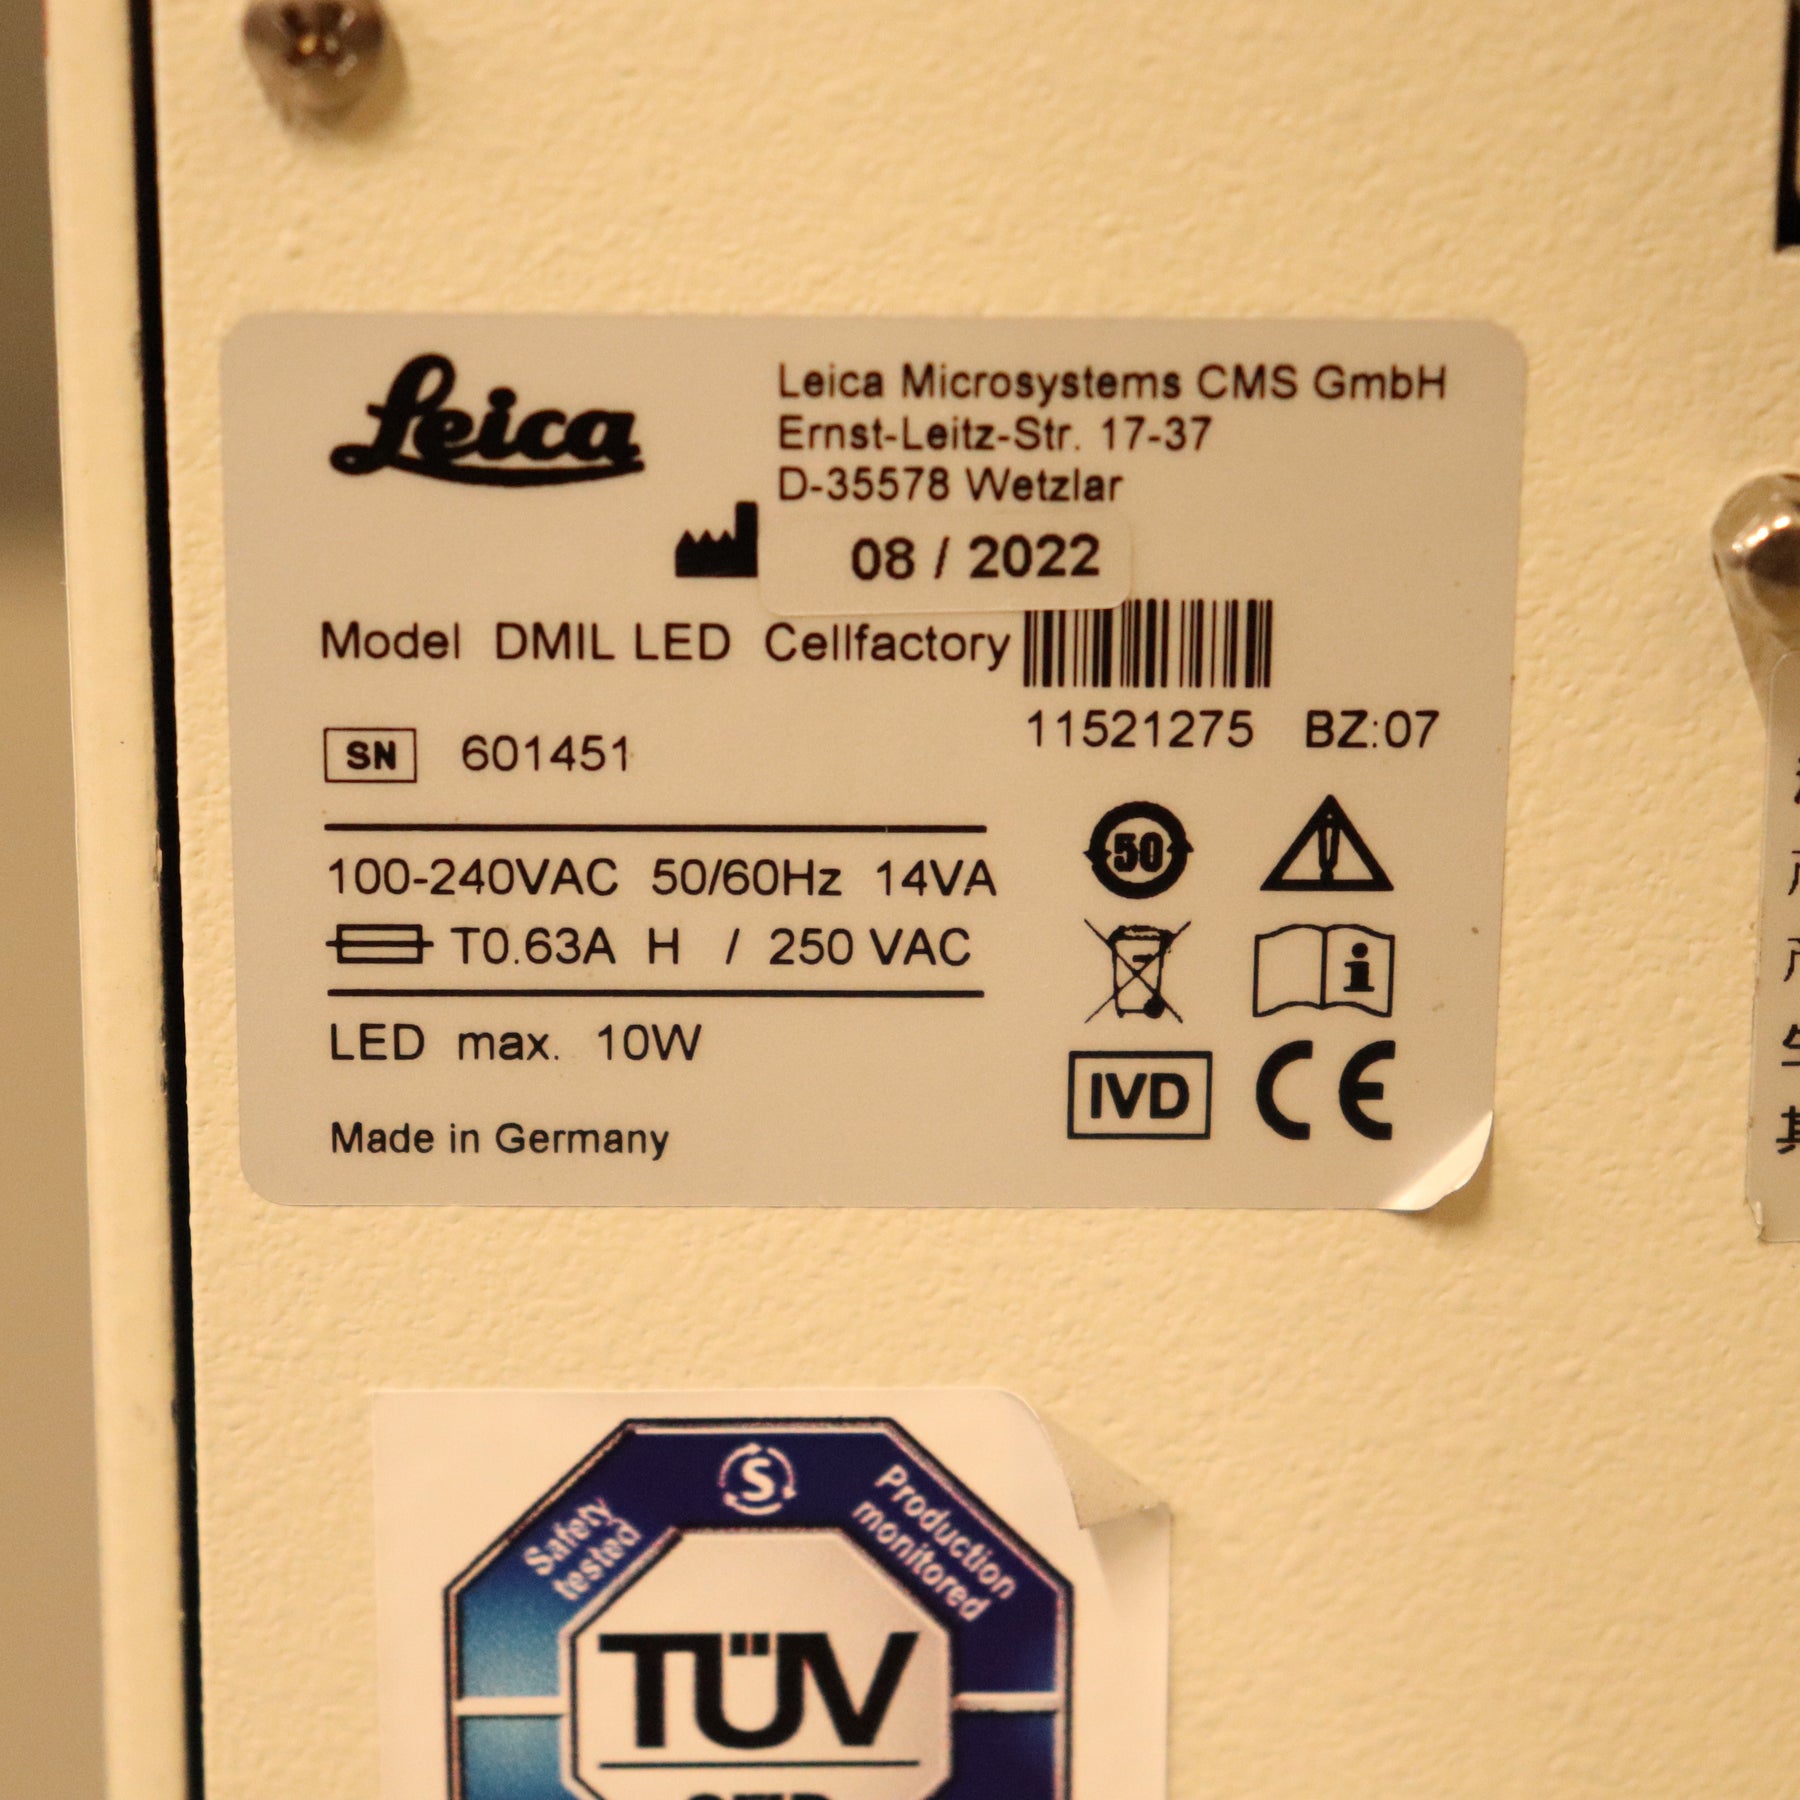 Leica
Leica Microsystems CMS GmbH
Ernst-Leitz-Str. 17-37
D-35578 Wetzlar
08 / 2022
Model DMIL LED Cellfactory
11521275 BZ:07
SN 601451
100-240VAC 50/60Hz 14VA
50
T0.63A H / 250 VAC
LED max. 10W
IVD CE
Made in Germany
S
Safety
tested
Production
monitored
TÜV